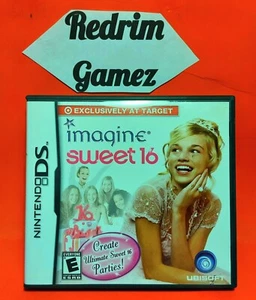 Redrim
Gamez
EXCLUSIVELY AT TARGET
imagine
sweet 16
NINTENDO DS
16
Create
Ultimate Sweet 16
Parties!
E
UBISOFT